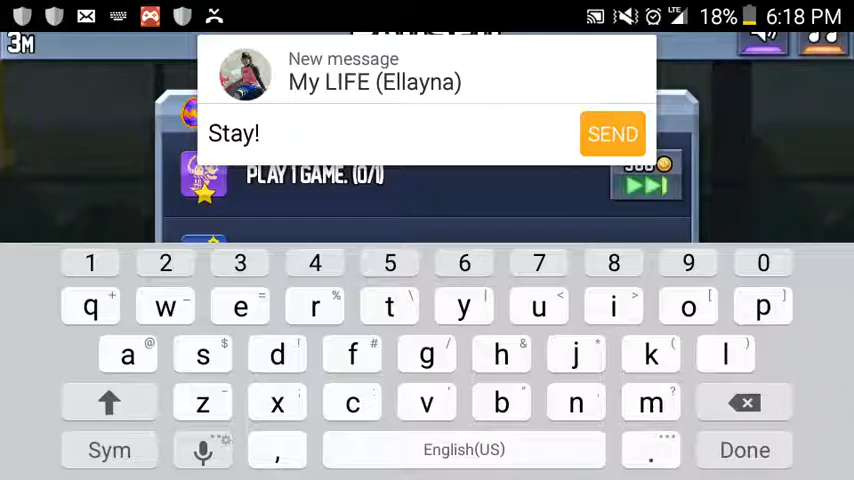 LTE 18% 6:18 PM
3M
New message
My LIFE (Ellayna)
Stay!
SEND
PLAY 1 GAME. (0/1)
1 2 3 4 5 6 7 8 9 0
q + w _ e = r % t \ y | u < i > o [ p ]
a @ s $ d ! f # g / h & j * k ( l )
z - x ; c : v , b " n ; m ?
Sym , English(US) . Done